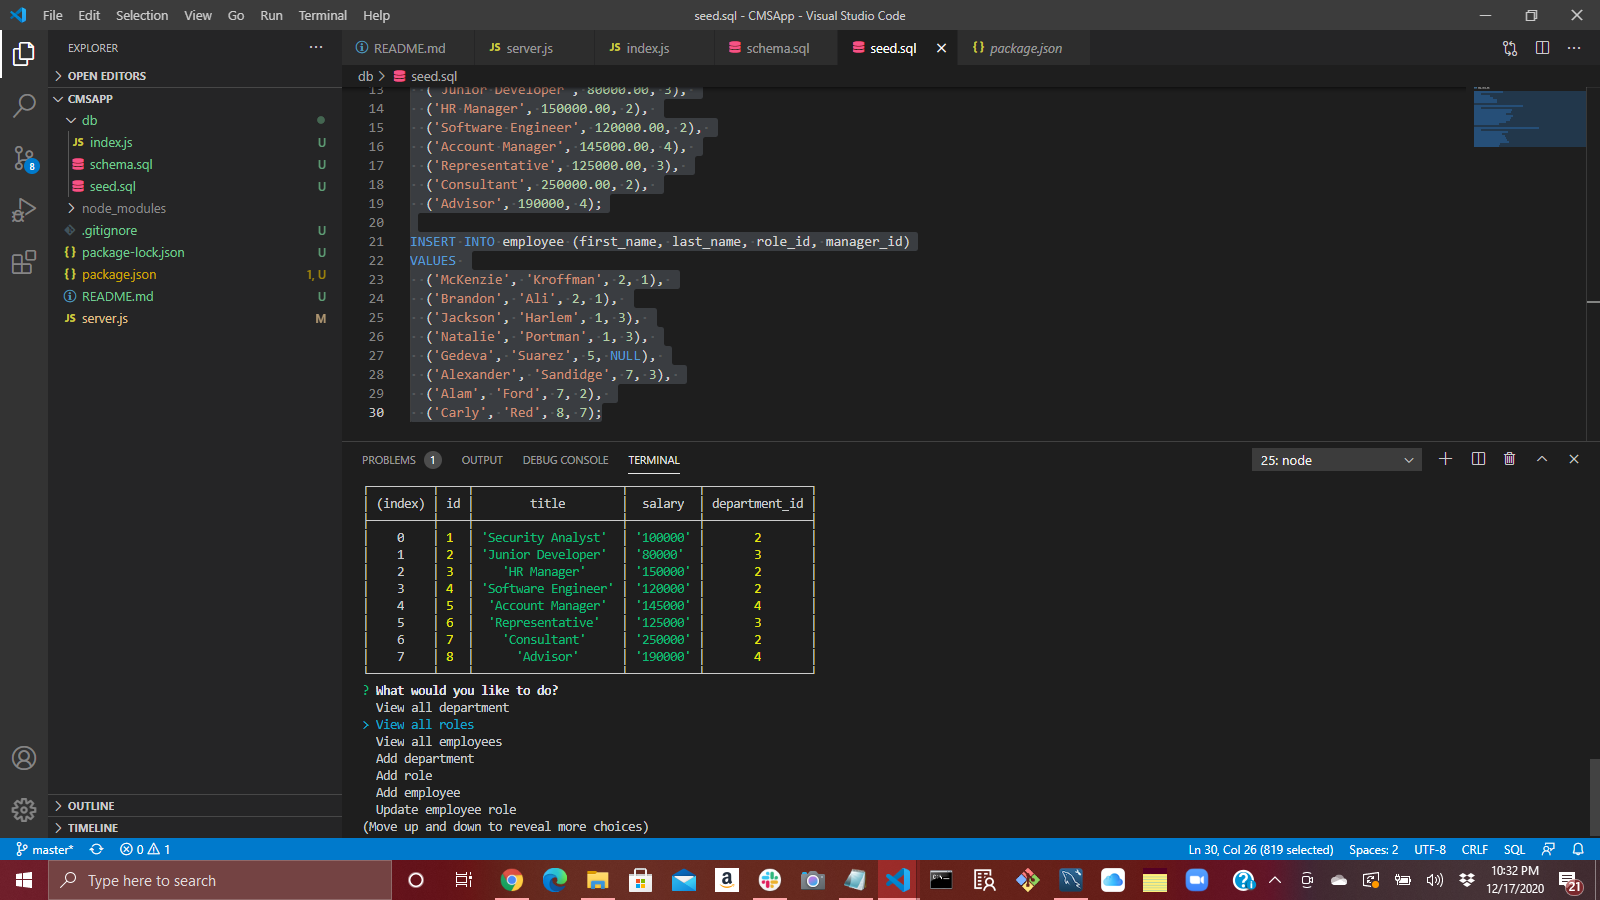 File Edit Selection View Go Run Terminal Help
seed.sql - CMSApp - Visual Studio Code
EXPLORER
README.md server.js index.js schema.sql seed.sql package.json
OPEN EDITORS
db > seed.sql
CMSAPP
db
index.js U
schema.sql U
seed.sql U
node_modules
.gitignore U
package-lock.json U
package.json 1, U
README.md U
server.js M
8
OUTLINE
TIMELINE
13 ('Junior Developer', 80000.00, 3),
14 ('HR Manager', 150000.00, 2),
15 ('Software Engineer', 120000.00, 2),
16 ('Account Manager', 145000.00, 4),
17 ('Representative', 125000.00, 3),
18 ('Consultant', 250000.00, 2),
19 ('Advisor', 190000, 4);
20
21 INSERT INTO employee (first_name, last_name, role_id, manager_id)
22 VALUES
23 ('McKenzie', 'Kroffman', 2, 1),
24 ('Brandon', 'Ali', 2, 1),
25 ('Jackson', 'Harlem', 1, 3),
26 ('Natalie', 'Portman', 1, 3),
27 ('Gedeva', 'Suarez', 5, NULL),
28 ('Alexander', 'Sandidge', 7, 3),
29 ('Alam', 'Ford', 7, 2),
30 ('Carly', 'Red', 8, 7);
PROBLEMS 1 OUTPUT DEBUG CONSOLE TERMINAL
25: node
(index) id title salary department_id
0 1 'Security Analyst' '100000' 2
1 2 'Junior Developer' '80000' 3
2 3 'HR Manager' '150000' 2
3 4 'Software Engineer' '120000' 2
4 5 'Account Manager' '145000' 4
5 6 'Representative' '125000' 3
6 7 'Consultant' '250000' 2
7 8 'Advisor' '190000' 4
? What would you like to do?
View all department
> View all roles
View all employees
Add department
Add role
Add employee
Update employee role
(Move up and down to reveal more choices)
master* 0 1
Ln 30, Col 26 (819 selected) Spaces: 2 UTF-8 CRLF SQL
Type here to search
10:32 PM
12/17/2020
21